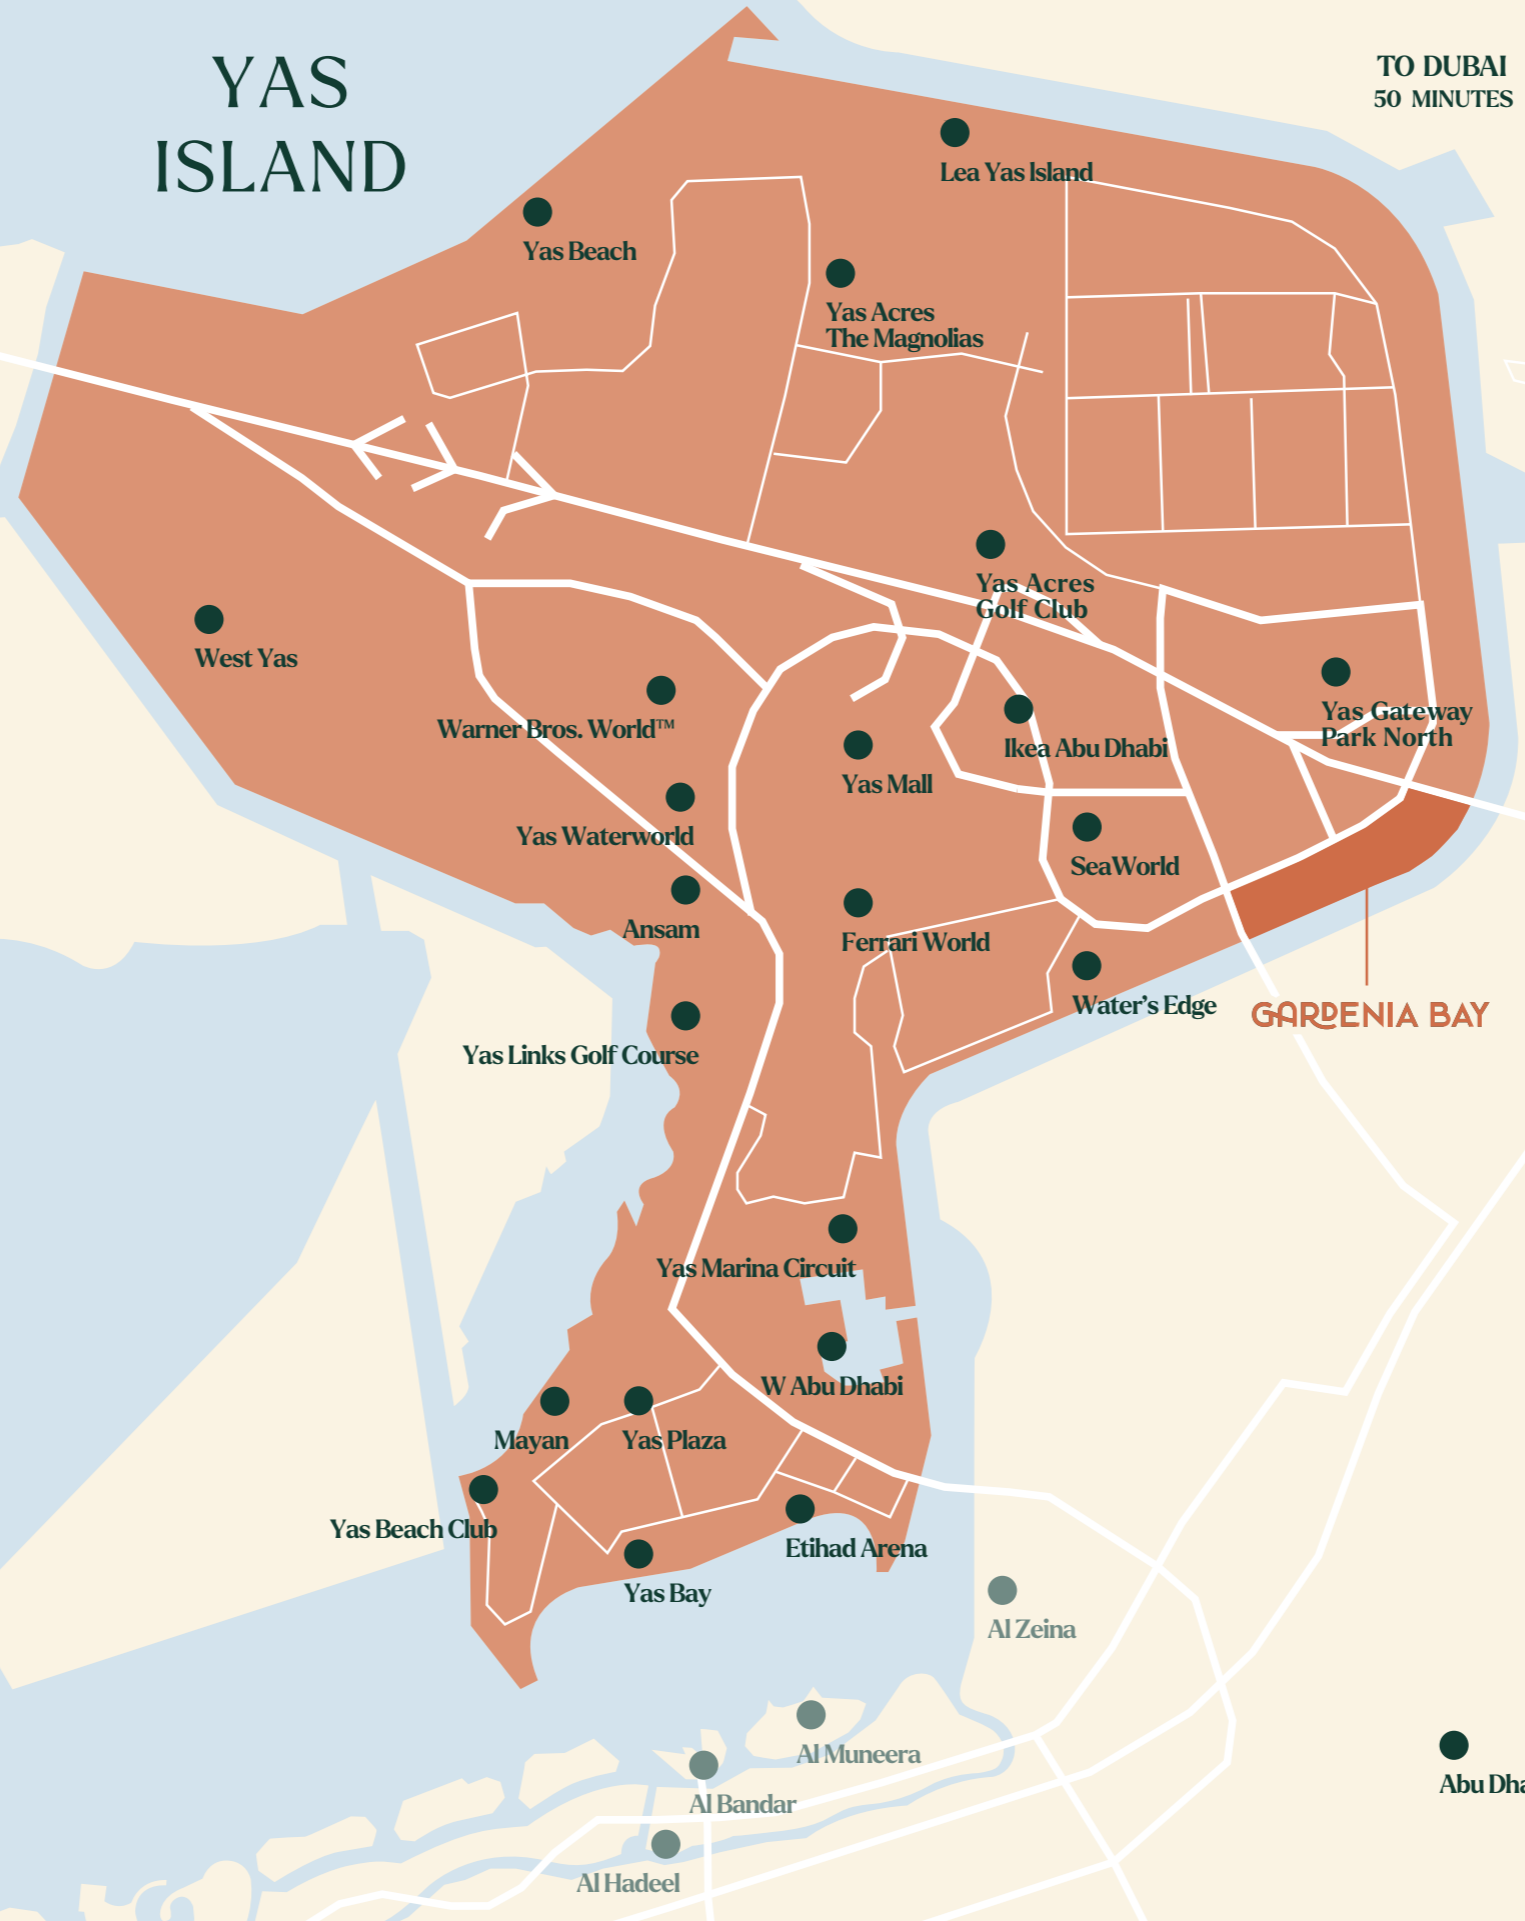 YAS
ISLAND
TO DUBAI
50 MINUTES
Lea Yas Island
Yas Beach
Yas Acres
The Magnolias
Yas Acres
Golf Club
West Yas
Yas Gateway
Park North
Warner Bros. World™
Ikea Abu Dhabi
Yas Mall
Yas Waterworld
SeaWorld
Ansam
Ferrari World
Water's Edge
GARDENIA BAY
Yas Links Golf Course
Yas Marina Circuit
W Abu Dhabi
Mayan
Yas Plaza
Yas Beach Club
Etihad Arena
Yas Bay
Al Zeina
Al Muneera
Abu Dha
Al Bandar
Al Hadeel